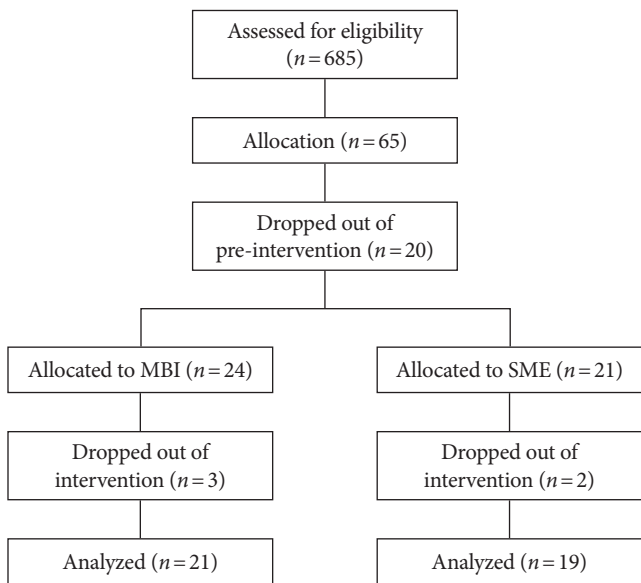 Assessed for eligibility
(n=685)
Allocation (n=65)
Dropped out of
pre-intervention (n=20)
Allocated to MBI (n=24)
Allocated to SME (n=21)
Dropped out of
intervention (n=3)
Dropped out of
intervention (n=2)
Analyzed (n=21)
Analyzed (n=19)